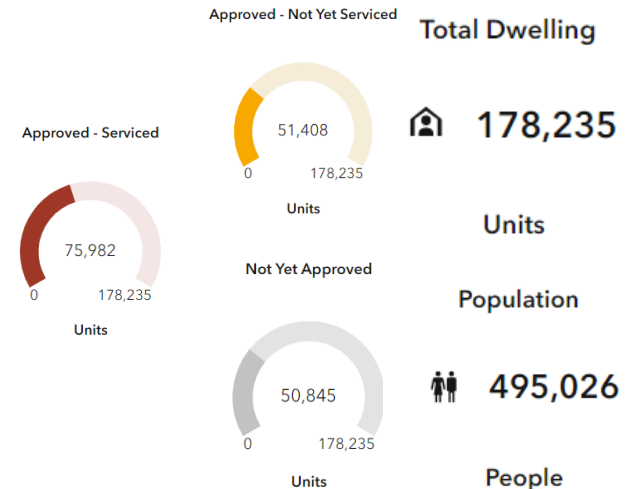 Approved - Serviced
75,982
0 178,235
Units
Approved - Not Yet Serviced
51,408
0 178,235
Units
Not Yet Approved
50,845
0 178,235
Units
Total Dwelling
178,235
Units
Population
495,026
People